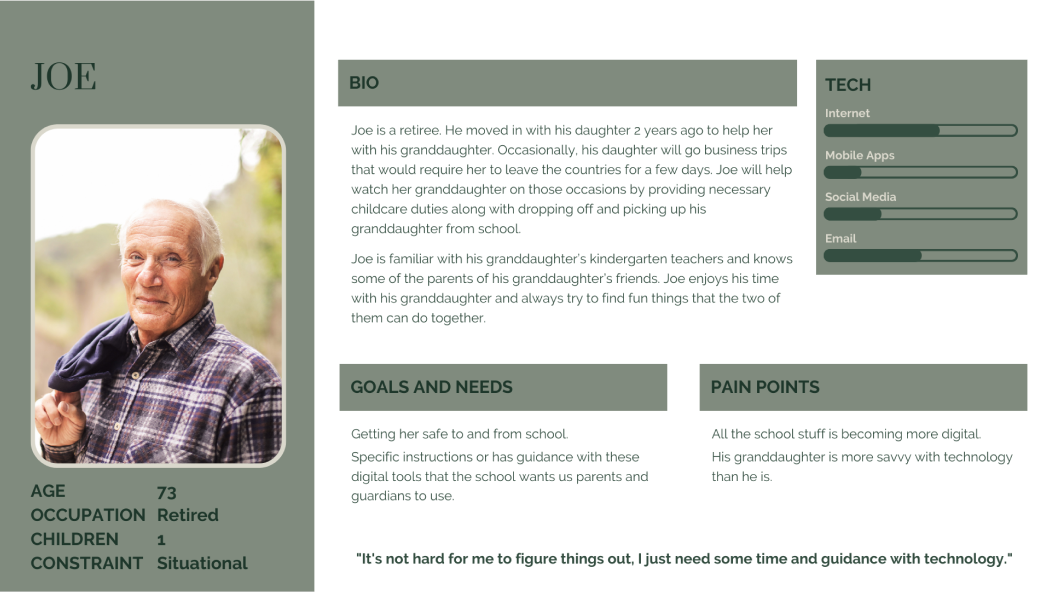 JOE
AGE 73
OCCUPATION Retired
CHILDREN 1
CONSTRAINT Situational
BIO
Joe is a retiree. He moved in with his daughter 2 years ago to help her
with his granddaughter. Occasionally, his daughter will go business trips
that would require her to leave the countries for a few days. Joe will help
watch her granddaughter on those occasions by providing necessary
childcare duties along with dropping off and picking up his
granddaughter from school.
Joe is familiar with his granddaughter's kindergarten teachers and knows
some of the parents of his granddaughter's friends. Joe enjoys his time
with his granddaughter and always try to find fun things that the two of
them can do together.
TECH
Internet
Mobile Apps
Social Media
Email
GOALS AND NEEDS
Getting her safe to and from school.
Specific instructions or has guidance with these
digital tools that the school wants us parents and
guardians to use.
PAIN POINTS
All the school stuff is becoming more digital.
His granddaughter is more savvy with technology
than he is.
"It's not hard for me to figure things out, I just need some time and guidance with technology."